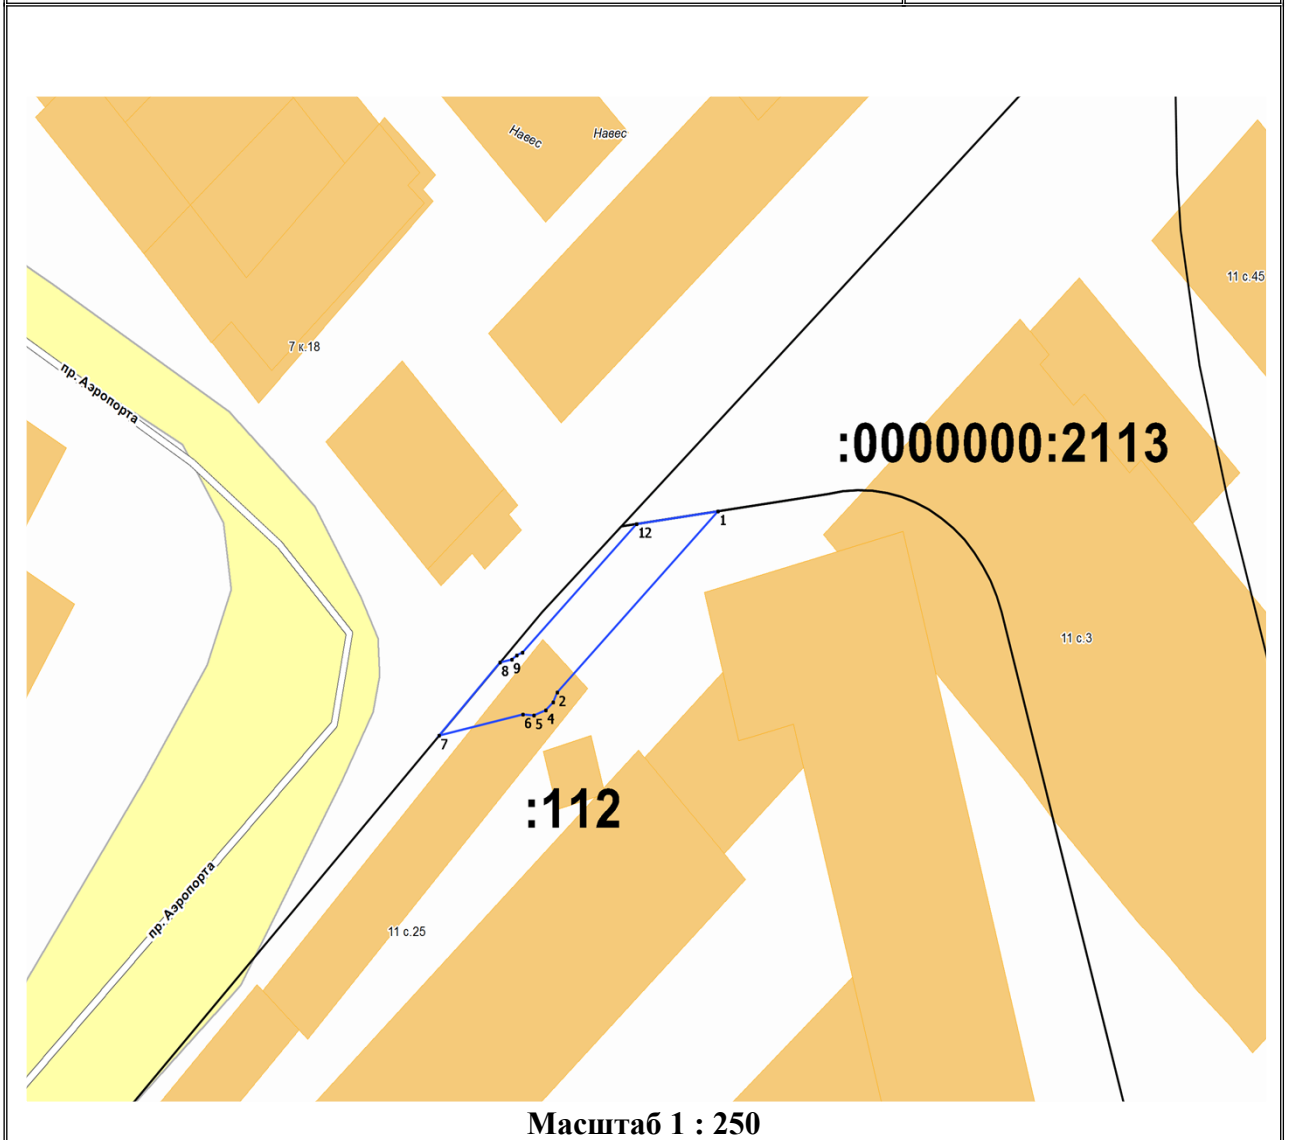 Навес
Навес
11 с.45
7 к.18
пр. Аэропорта
:0000000:2113
1
12
11 с.3
8
9
2
4
5
6
7
:112
пр. Аэропорта
11 с.25
Масштаб 1 : 250